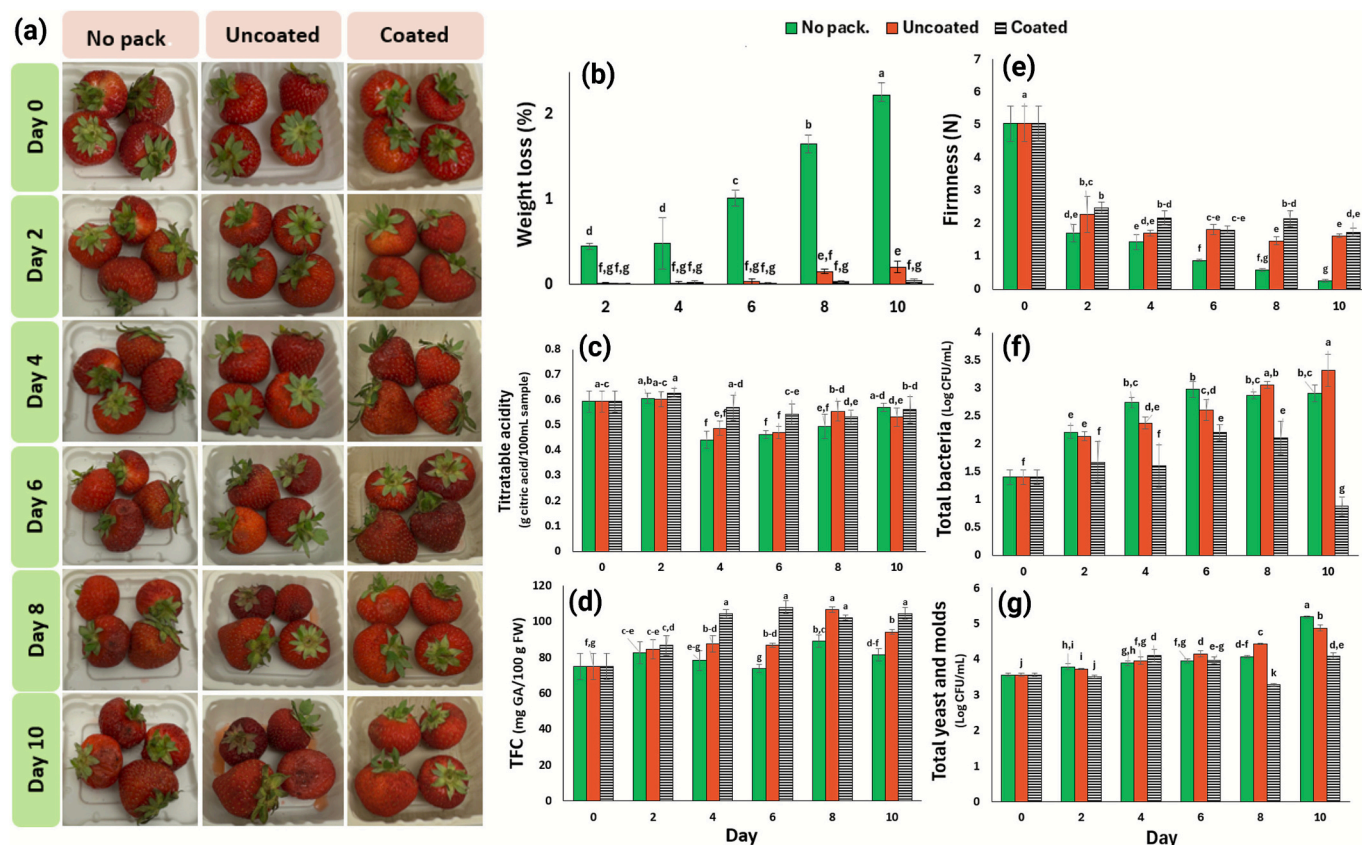 (a)
No pack.
Uncoated
Coated
Day 0
Day 2
Day 4
Day 6
Day 8
Day 10
No pack. Uncoated Coated
(b)
Weight loss (%)
2
1
0
d
f,g f,g
d
f,g f,g
c
f,g f,g
b
e,f
f,g
a
e
f,g
2 4 6 8 10
(c)
Titratable acidity
(g citric acid/100mL sample)
0.8
0.7
0.6
0.5
0.4
0.3
0.2
0.1
0
a-c
a,b a-c a
f e,f a-d
f f c-e
e,f b-d d,e
a-d d,e b-d
0 2 4 6 8 10
(d)
TFC (mg GA/100 g FW)
120
100
80
60
40
20
0
f,g
c-e c-e c,d
e-g b-d a
g b-d a
b,c a a
d-f b a
0 2 4 6 8 10
Day
(e)
Firmness (N)
7
6
5
4
3
2
1
0
a
d,e b,c b
e d,e b-d
f c-e c-e
f,g e b-d
g e d,e
0 2 4 6 8 10
(f)
Total bacteria (Log CFU/mL)
4
3.5
3
2.5
2
1.5
1
0.5
0
f
e e f
b,c d,e f
b c,d e
b,c a,b e
b,c a g
0 2 4 6 8 10
(g)
Total yeast and molds
(Log CFU/mL)
6
5
4
3
2
1
0
j
h,i i j
g,h f,g d
f,g d e-g
d-f c k
a b d,e
0 2 4 6 8 10
Day